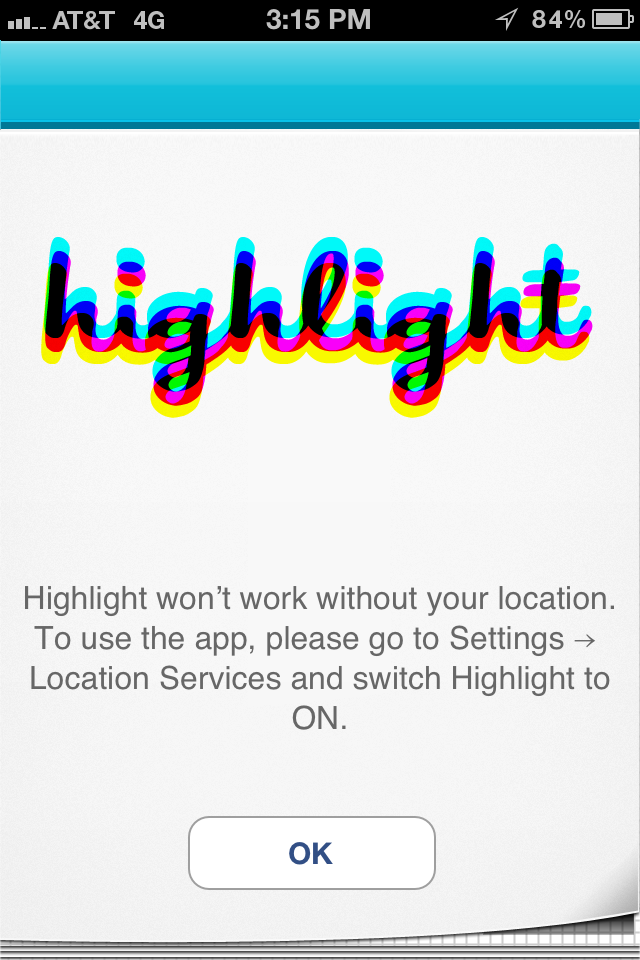 AT&T 4G 3:15 PM 84%
highlight
Highlight won’t work without your location.
To use the app, please go to Settings →
Location Services and switch Highlight to
ON.
OK